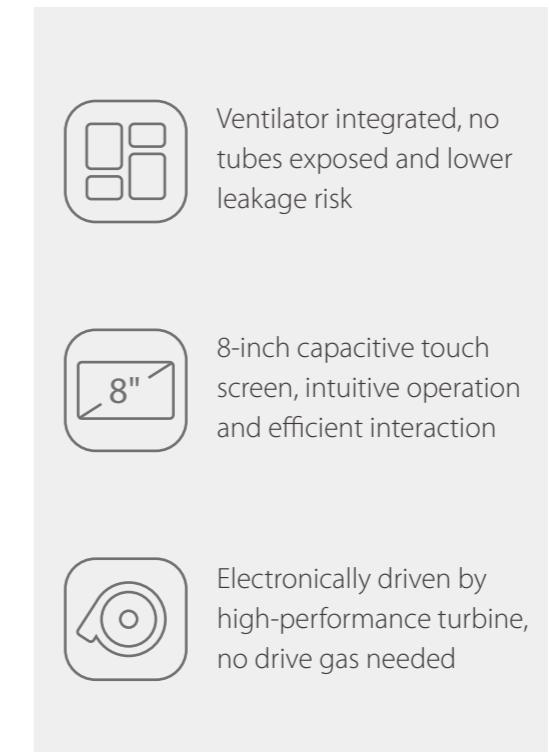 Ventilator integrated, no
tubes exposed and lower
leakage risk
8"
8-inch capacitive touch
screen, intuitive operation
and efficient interaction
Electronically driven by
high-performance turbine,
no drive gas needed